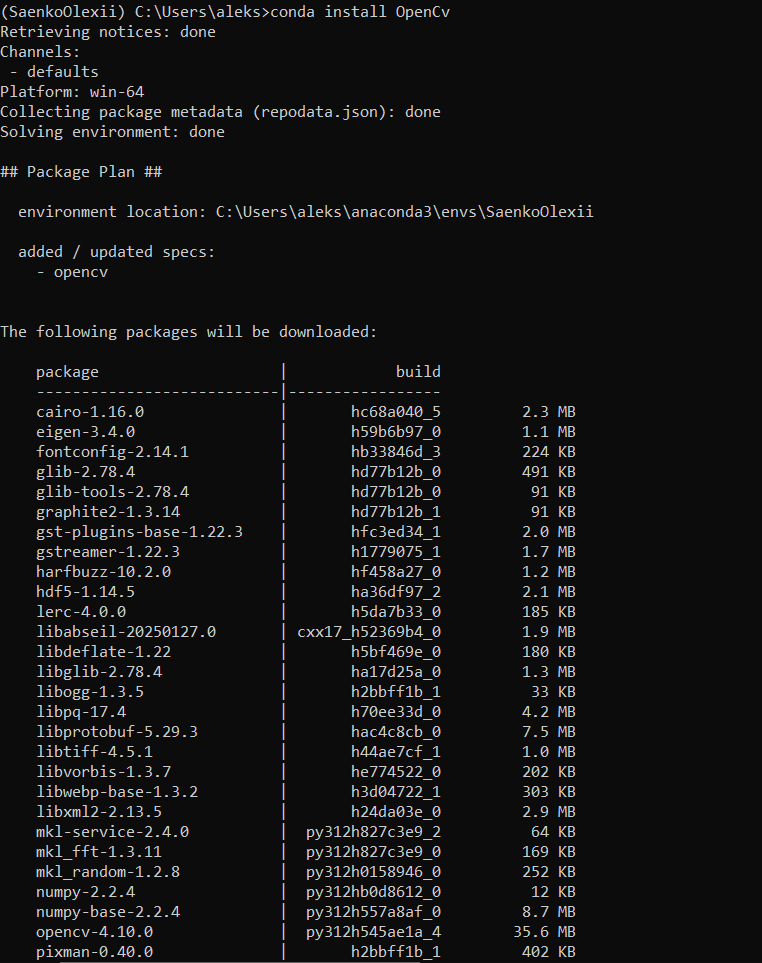 (SaenkoOlexii) C:\Users\aleks>conda install OpenCv
Retrieving notices: done
Channels:
 - defaults
Platform: win-64
Collecting package metadata (repodata.json): done
Solving environment: done

## Package Plan ##

  environment location: C:\Users\aleks\anaconda3\envs\SaenkoOlexii

  added / updated specs:
    - opencv


The following packages will be downloaded:

    package                    |            build
    ---------------------------|-----------------
    cairo-1.16.0               |       hc68a040_5         2.3 MB
    eigen-3.4.0                |       h59b6b97_0         1.1 MB
    fontconfig-2.14.1          |       hb33846d_3         224 KB
    glib-2.78.4                |       hd77b12b_0         491 KB
    glib-tools-2.78.4          |       hd77b12b_0          91 KB
    graphite2-1.3.14           |       hd77b12b_1          91 KB
    gst-plugins-base-1.22.3    |       hfc3ed34_1         2.0 MB
    gstreamer-1.22.3           |       h1779075_1         1.7 MB
    harfbuzz-10.2.0            |       hf458a27_0         1.2 MB
    hdf5-1.14.5                |       ha36df97_2         2.1 MB
    lerc-4.0.0                 |       h5da7b33_0         185 KB
    libabseil-20250127.0       | cxx17_h52369b4_0         1.9 MB
    libdeflate-1.22            |       h5bf469e_0         180 KB
    libglib-2.78.4             |       ha17d25a_0         1.3 MB
    libogg-1.3.5               |       h2bbff1b_1          33 KB
    libpq-17.4                 |       h70ee33d_0         4.2 MB
    libprotobuf-5.29.3         |       hac4c8cb_0         7.5 MB
    libtiff-4.5.1              |       h44ae7cf_1         1.0 MB
    libvorbis-1.3.7            |       he774522_0         202 KB
    libwebp-base-1.3.2         |       h3d04722_1         303 KB
    libxml2-2.13.5             |       h24da03e_0         2.9 MB
    mkl-service-2.4.0          |  py312h827c3e9_2          64 KB
    mkl_fft-1.3.11             |  py312h827c3e9_0         169 KB
    mkl_random-1.2.8           |  py312h0158946_0         252 KB
    numpy-2.2.4                |  py312hb0d8612_0          12 KB
    numpy-base-2.2.4           |  py312h557a8af_0         8.7 MB
    opencv-4.10.0              |  py312h545ae1a_4        35.6 MB
    pixman-0.40.0              |       h2bbff1b_1         402 KB